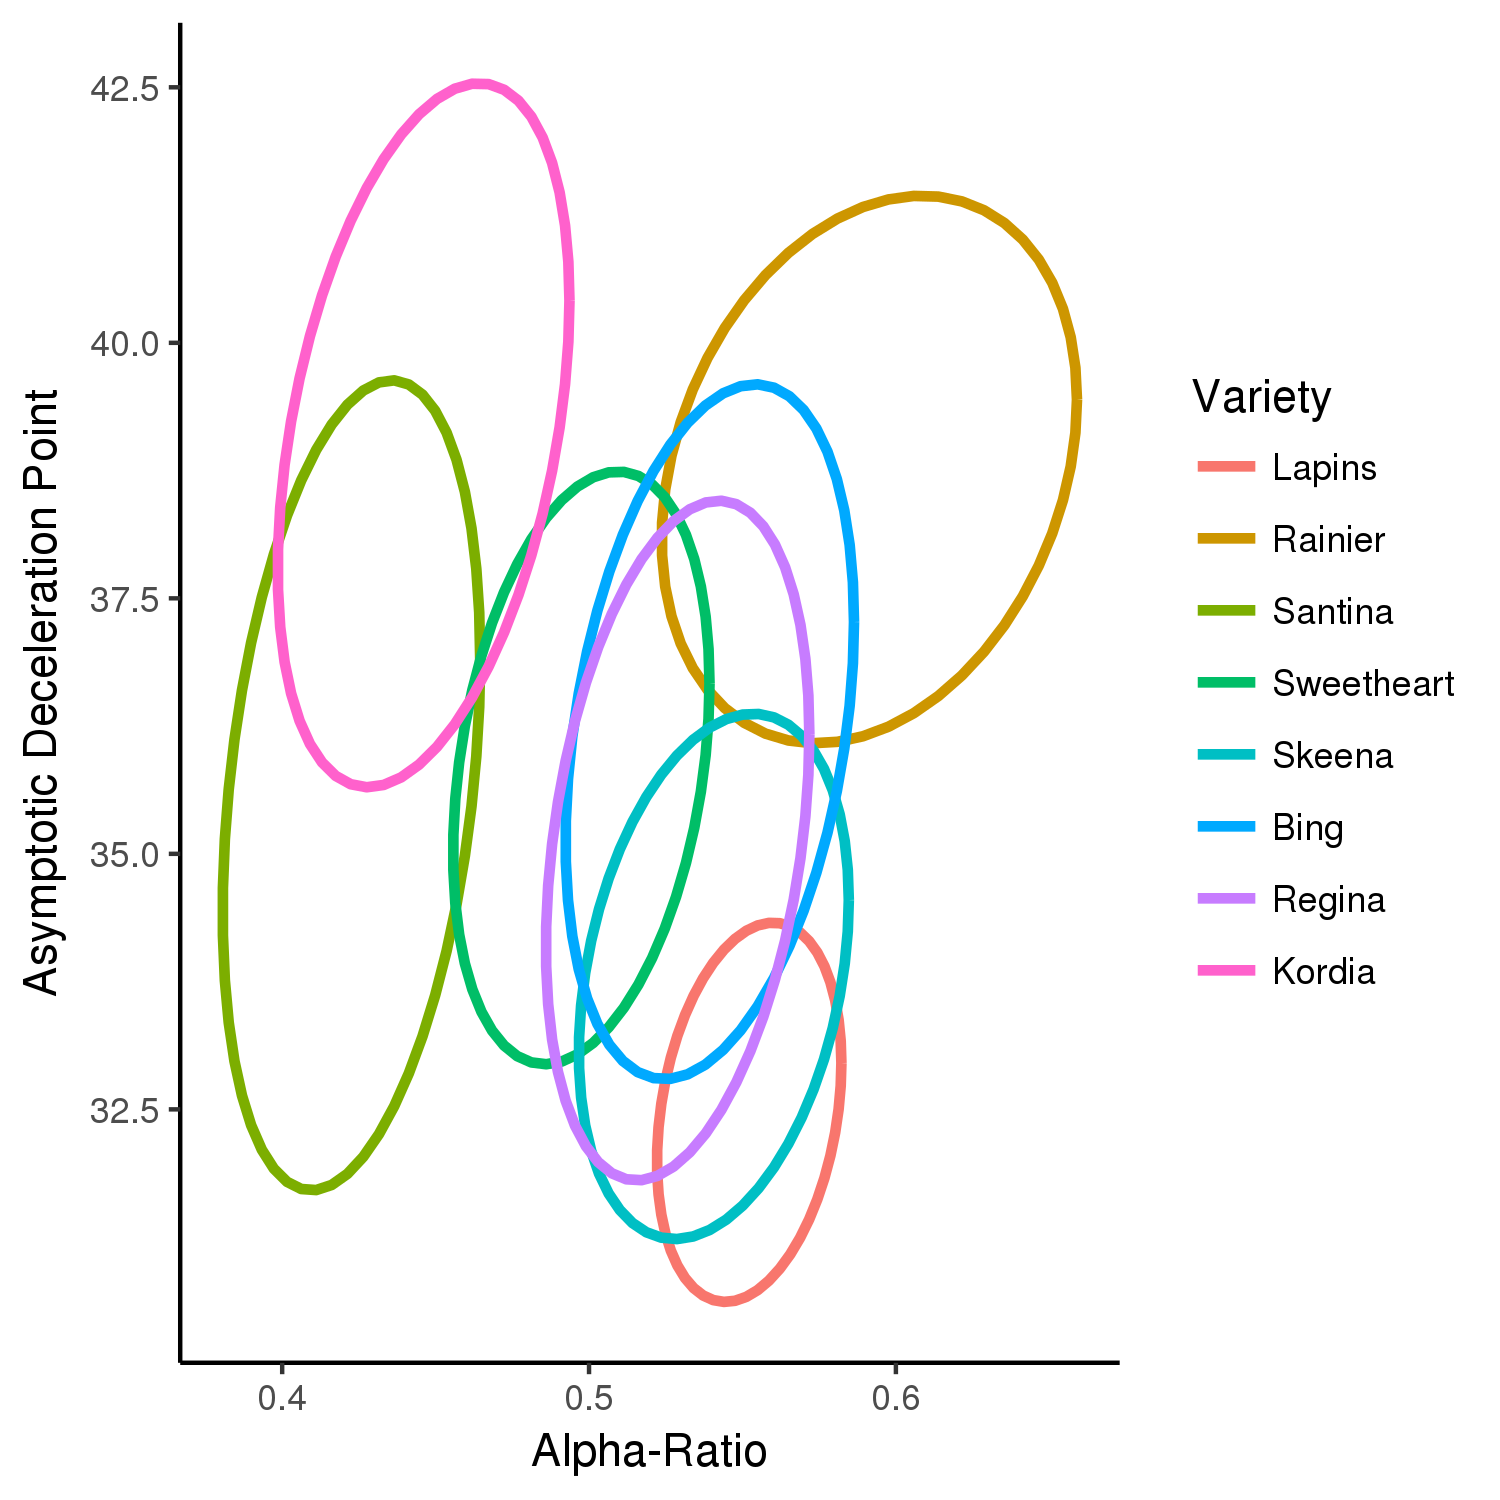 42.5
40.0
37.5
35.0
32.5
Asymptotic Deceleration Point
0.4 0.5 0.6
Alpha-Ratio
Variety
Lapins
Rainier
Santina
Sweetheart
Skeena
Bing
Regina
Kordia